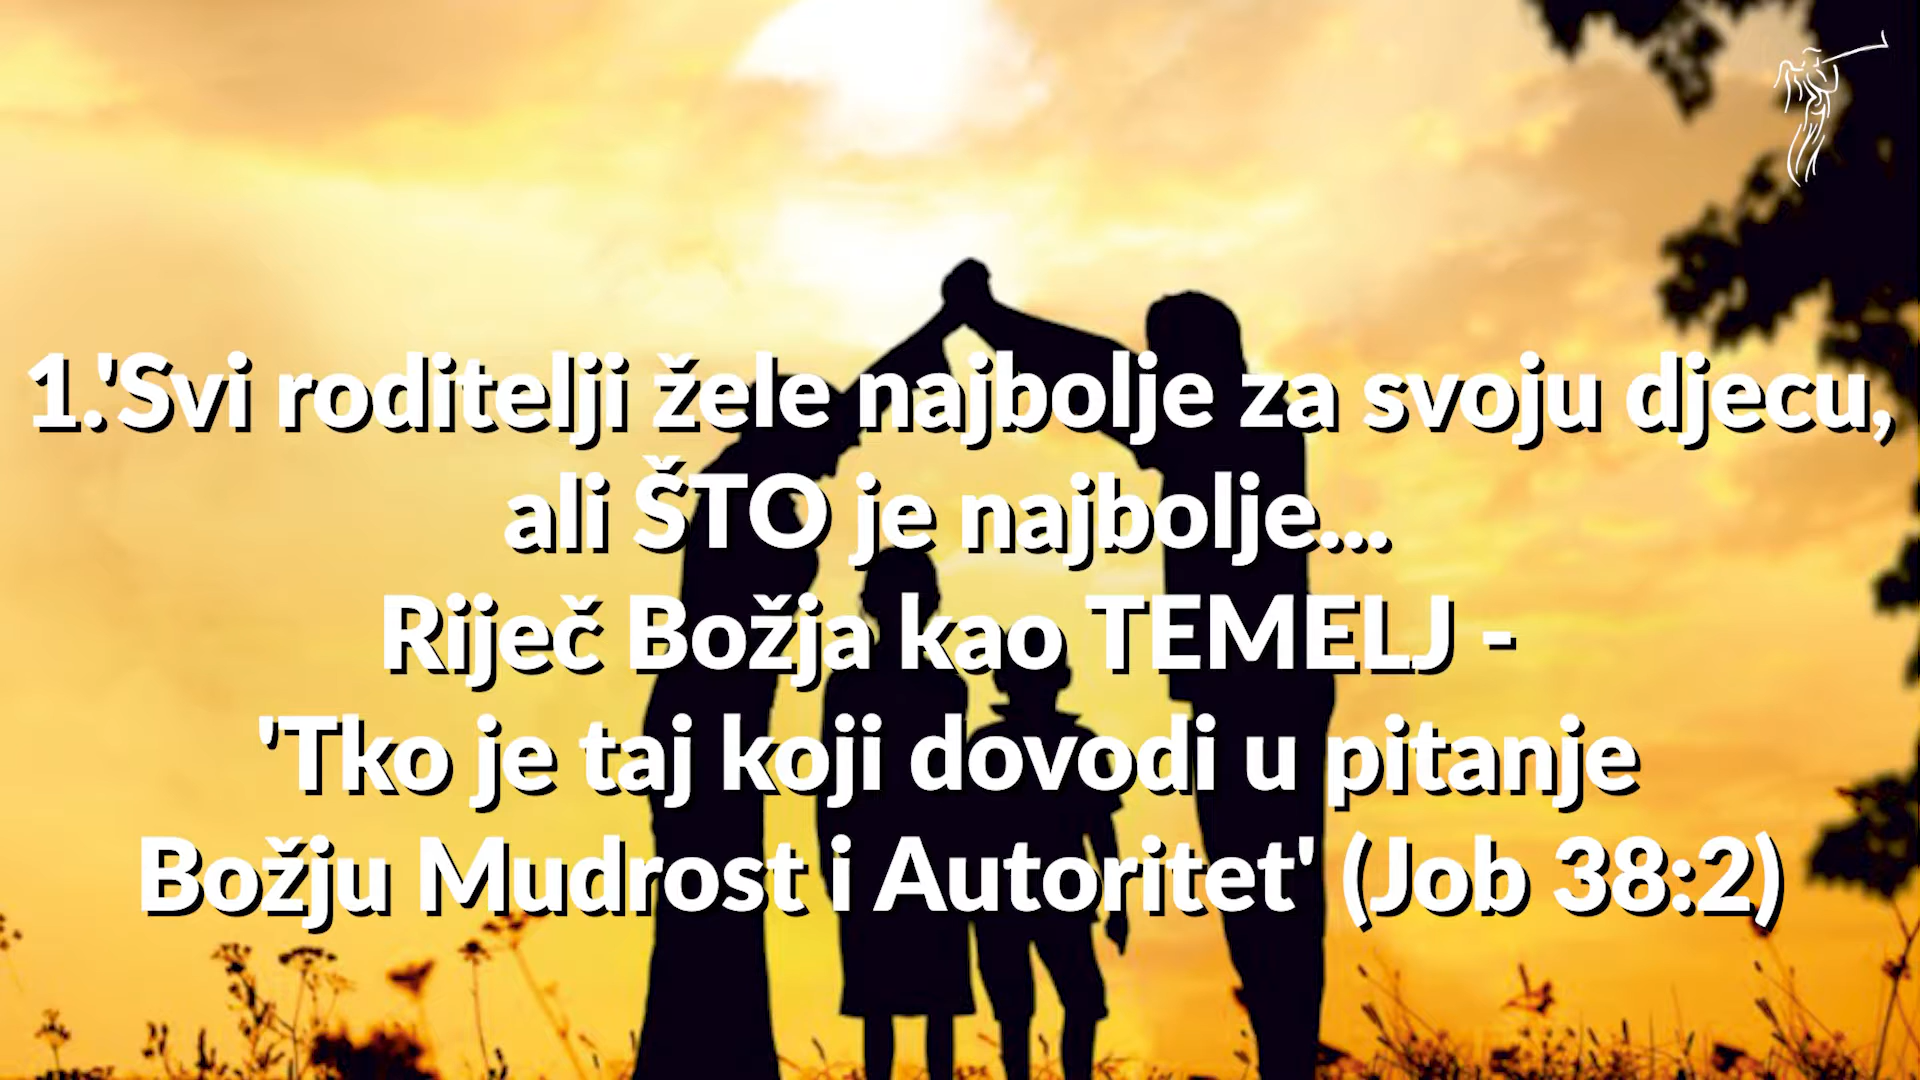 1.'Svi roditelji žele najbolje za svoju djecu,
ali ŠTO je najbolje...
Riječ Božja kao TEMELJ -
'Tko je taj koji dovodi u pitanje
Božju Mudrost i Autoritet' (Job 38:2)